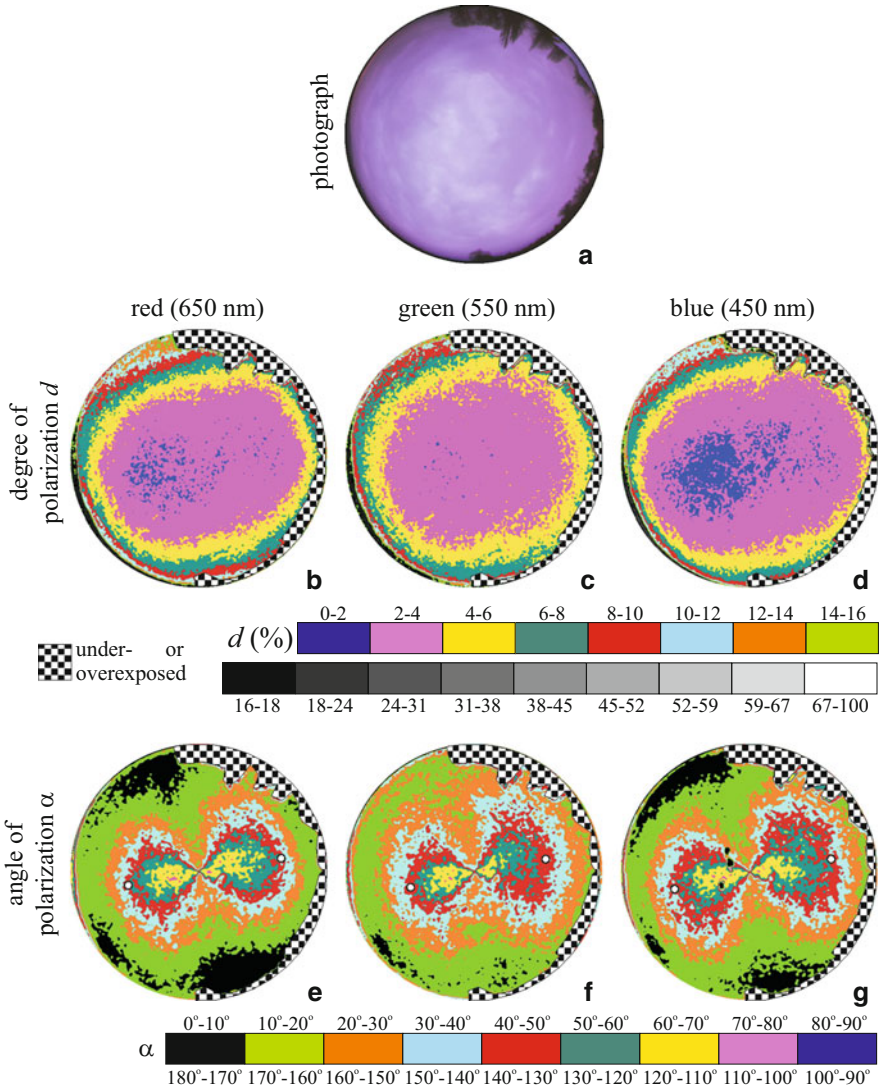 photograph
a
red (650 nm)
green (550 nm)
blue (450 nm)
degree of
polarization d
b
c
d
0-2 2-4 4-6 6-8 8-10 10-12 12-14 14-16
under- or
overexposed
d (%)
16-18 18-24 24-31 31-38 38-45 45-52 52-59 59-67 67-100
angle of
polarization α
e
f
g
0°-10° 10°-20° 20°-30° 30°-40° 40°-50° 50°-60° 60°-70° 70°-80° 80°-90°
α
180°-170° 170°-160° 160°-150° 150°-140° 140°-130° 130°-120° 120°-110° 110°-100° 100°-90°